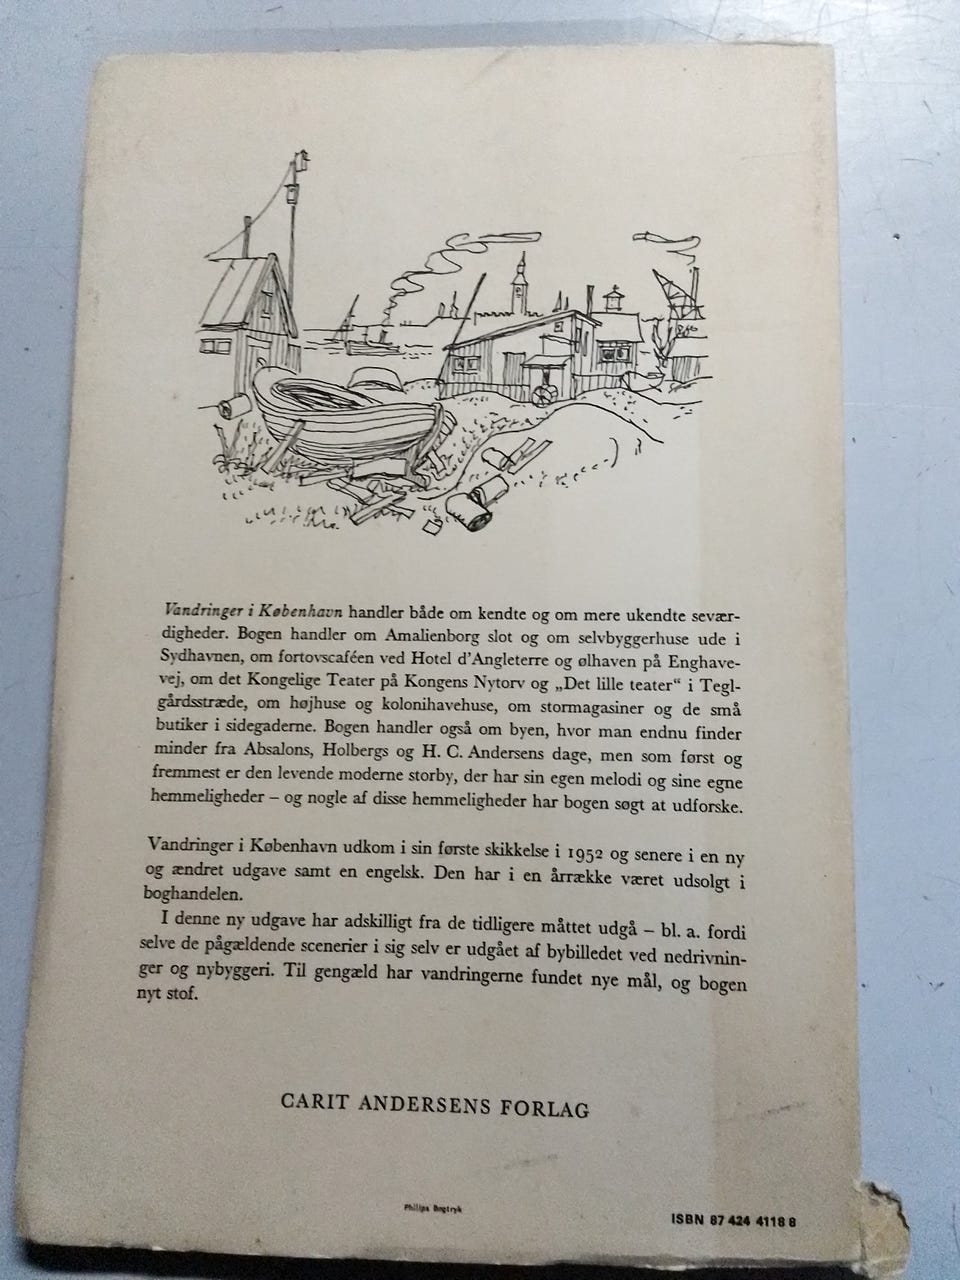 Vandringer i København handler både om kendte og om mere ukendte sevær-
digheder. Bogen handler om Amalienborg slot og om selvbyggerhuse ude i
Sydhavnen, om fortovscaféen ved Hotel d'Angleterre og ølhaven på Enghave-
vej, om det Kongelige Teater på Kongens Nytorv og „Det lille teater“ i Tegl-
gårdsstræde, om højhuse og kolonihavehuse, om stormagasiner og de små
butiker i sidegaderne. Bogen handler også om byen, hvor man endnu finder
minder fra Absalons, Holbergs og H. C. Andersens dage, men som først og
fremmest er den levende moderne storby, der har sin egen melodi og sine egne
hemmeligheder – og nogle af disse hemmeligheder har bogen søgt at udforske.
Vandringer i København udkom i sin første skikkelse i 1952 og senere i en ny
og ændret udgave samt en engelsk. Den har i en årrække været udsolgt i
boghandelen.
I denne ny udgave har adskilligt fra de tidligere måttet udgå – bl. a. fordi
selve de pågældende scenerier i sig selv er udgået af bybilledet ved nedrivnin-
ger og nybyggeri. Til gengæld har vandringerne fundet nye mål, og bogen
nyt stof.
CARIT ANDERSENS FORLAG
Philips Bogtryk
ISBN 87 424 4118 8